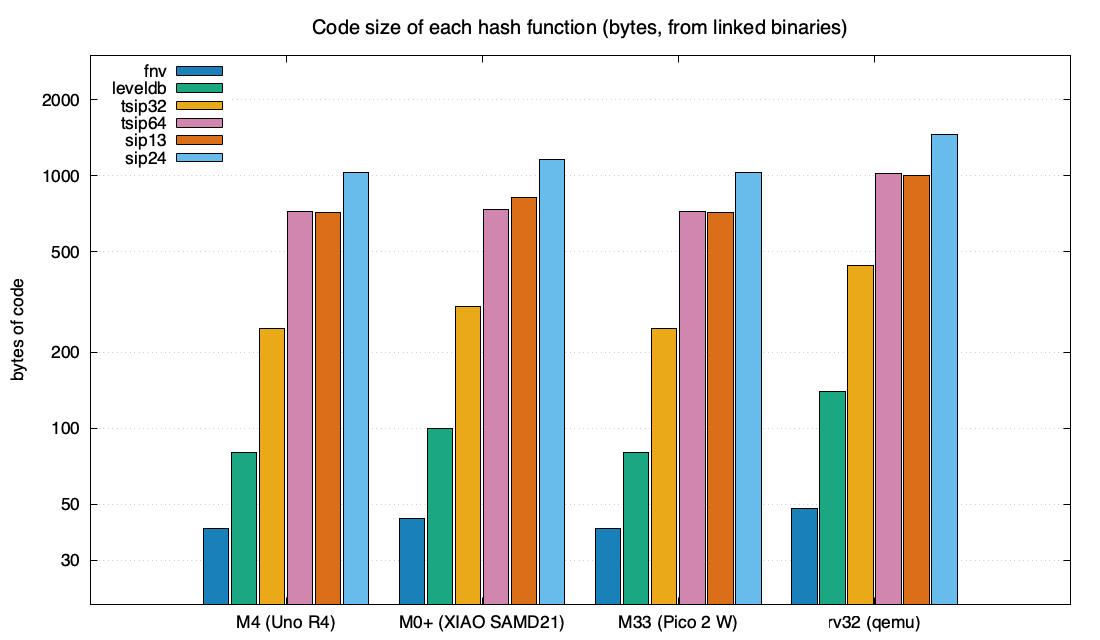 Code size of each hash function (bytes, from linked binaries)
fnv
leveldb
tsip32
tsip64
sip13
sip24
2000
1000
500
200
100
50
30
bytes of code
M4 (Uno R4)
M0+ (XIAO SAMD21)
M33 (Pico 2 W)
rv32 (qemu)